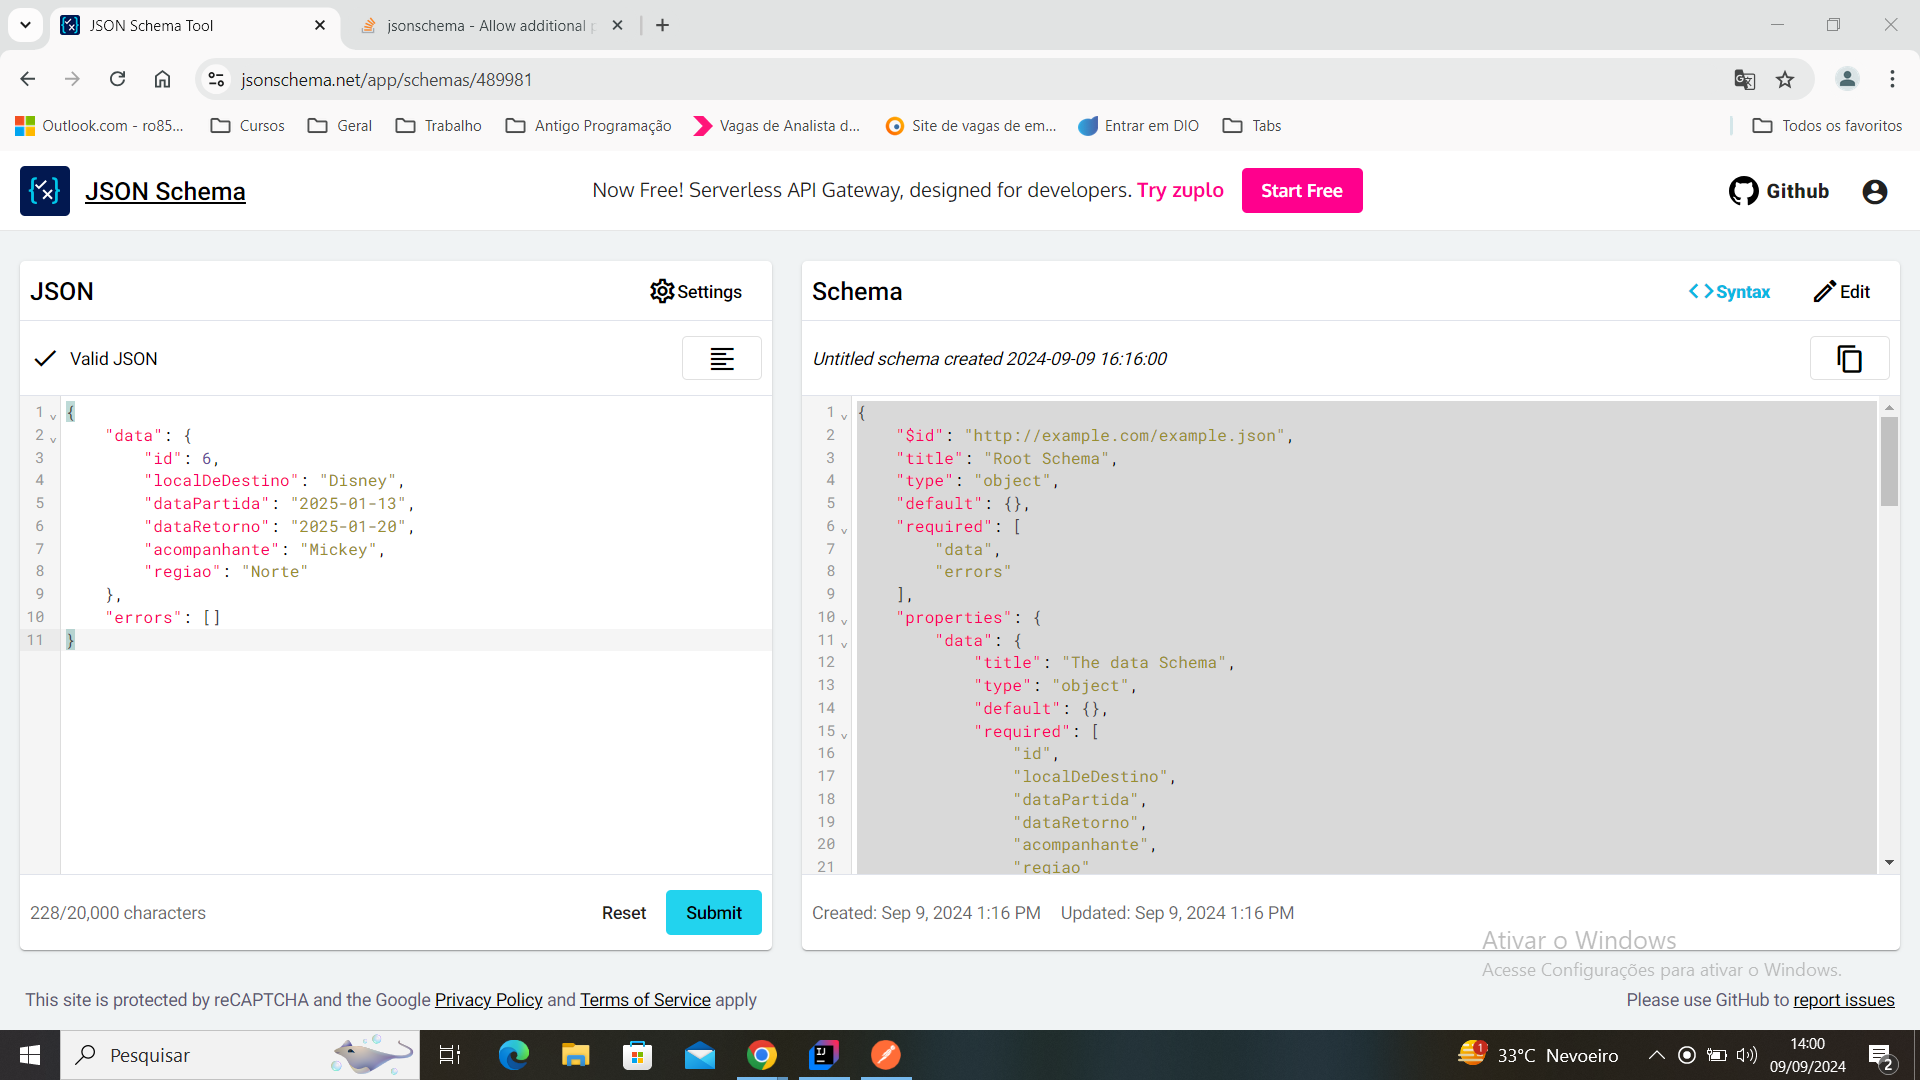 JSON Schema Tool
jsonschema - Allow additional p
jsonschema.net/app/schemas/489981
Outlook.com - ro85...
Cursos
Geral
Trabalho
Antigo Programação
Vagas de Analista d...
Site de vagas de em...
Entrar em DIO
Tabs
Todos os favoritos
JSON Schema
Now Free! Serverless API Gateway, designed for developers. Try zuplo
Start Free
Github
JSON
Settings
Valid JSON
1 {
2 "data": {
3 "id": 6,
4 "localDeDestino": "Disney",
5 "dataPartida": "2025-01-13",
6 "dataRetorno": "2025-01-20",
7 "acompanhante": "Mickey",
8 "regiao": "Norte"
9 },
10 "errors": []
11 }
228/20,000 characters
Reset
Submit
Schema
<>Syntax
Edit
Untitled schema created 2024-09-09 16:16:00
1 {
2 "$id": "http://example.com/example.json",
3 "title": "Root Schema",
4 "type": "object",
5 "default": {},
6 "required": [
7 "data",
8 "errors"
9 ],
10 "properties": {
11 "data": {
12 "title": "The data Schema",
13 "type": "object",
14 "default": {},
15 "required": [
16 "id",
17 "localDeDestino",
18 "dataPartida",
19 "dataRetorno",
20 "acompanhante",
21 "regiao"
Created: Sep 9, 2024 1:16 PM Updated: Sep 9, 2024 1:16 PM
Ativar o Windows
Acesse Configurações para ativar o Windows.
This site is protected by reCAPTCHA and the Google Privacy Policy and Terms of Service apply
Please use GitHub to report issues
Pesquisar
1
33°C Nevoeiro
14:00
09/09/2024
2